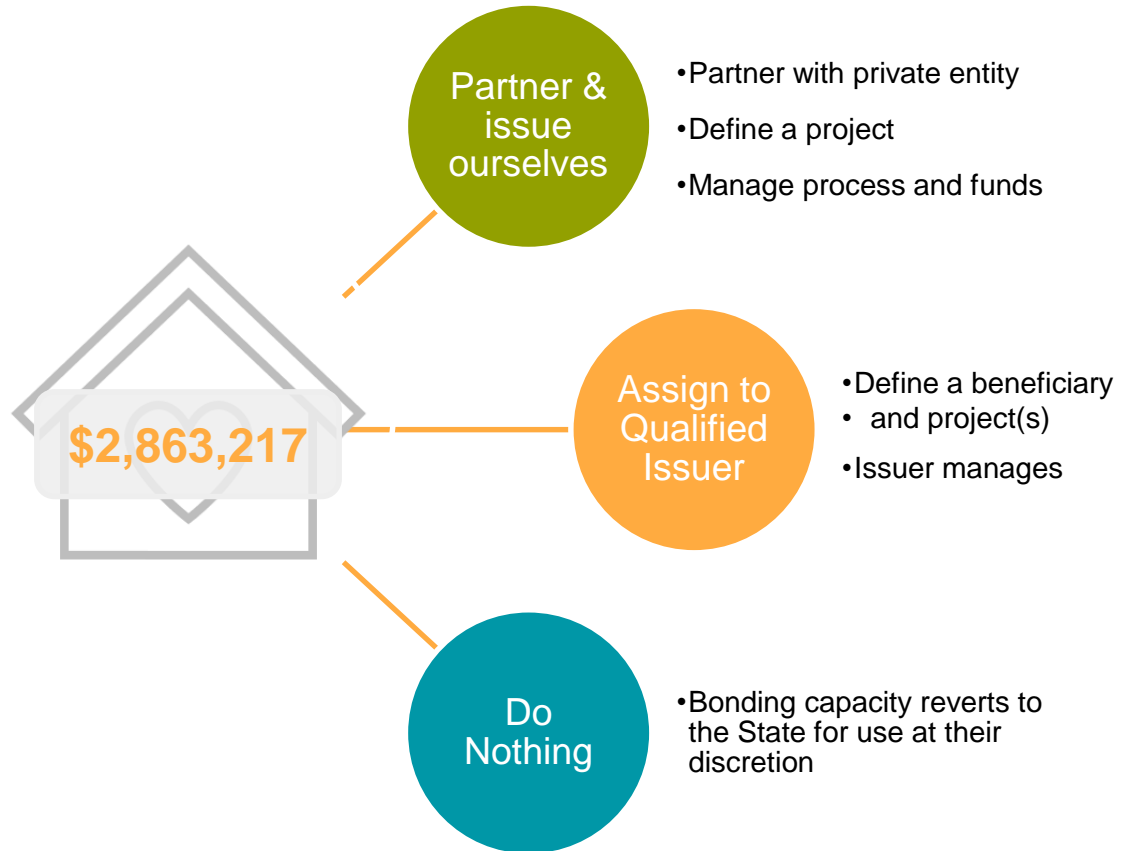 Partner &
issue
ourselves
•Partner with private entity
•Define a project
•Manage process and funds
$2,863,217
Assign to
Qualified
Issuer
•Define a beneficiary
• and project(s)
•Issuer manages
Do
Nothing
•Bonding capacity reverts to
the State for use at their
discretion